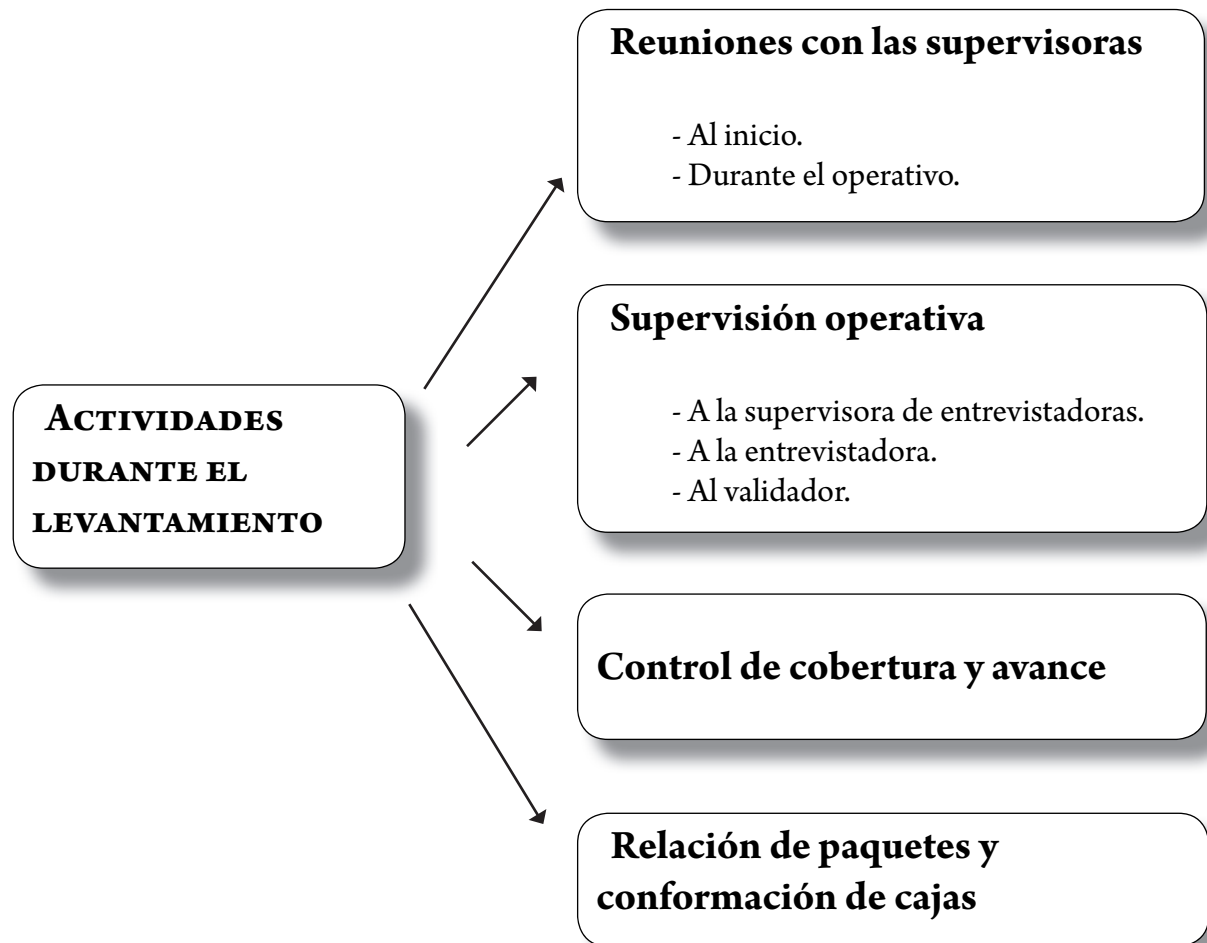 Reuniones con las supervisoras
- Al inicio.
- Durante el operativo.
Supervisión operativa
- A la supervisora de entrevistadoras.
- A la entrevistadora.
- Al validador.
ACTIVIDADES
DURANTE EL
LEVANTAMIENTO
Control de cobertura y avance
Relación de paquetes y
conformación de cajas